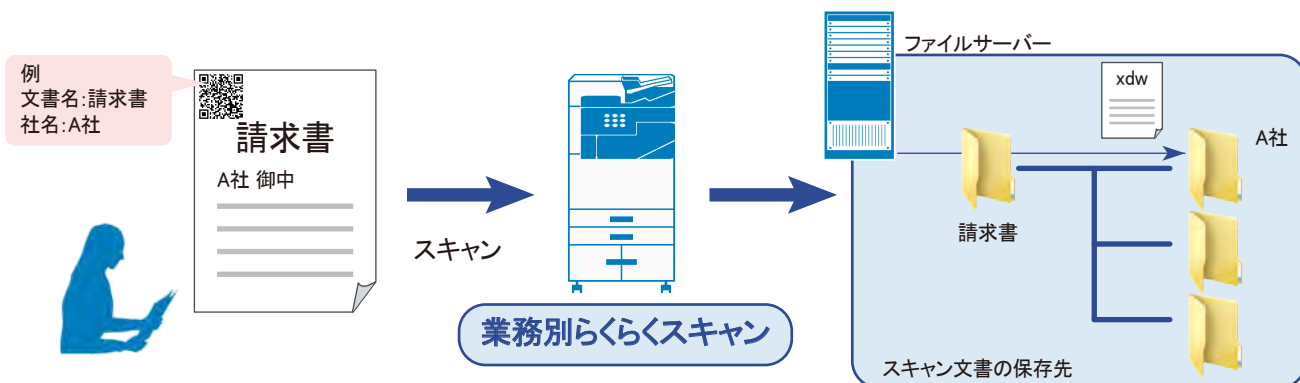 例
文書名:請求書
社名:A社
請求書
A社 御中
スキャン
業務別らくらくスキャン
ファイルサーバー
xdw
A社
請求書
スキャン文書の保存先